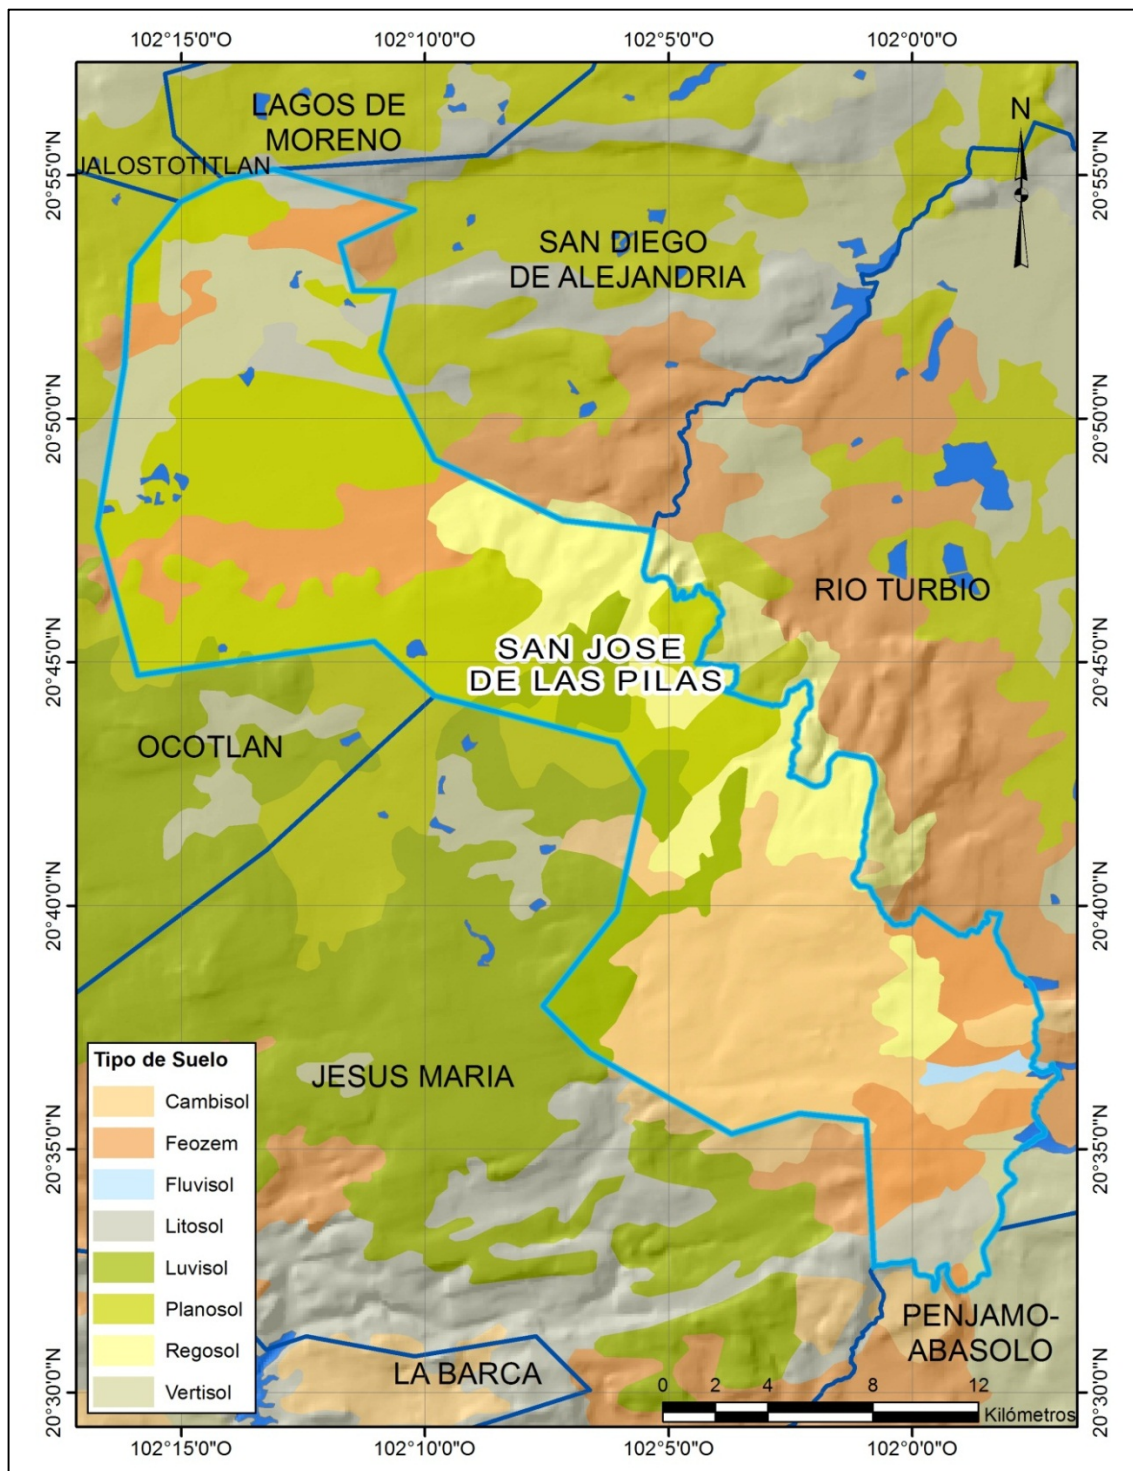 102°15'0"O 102°10'0"O 102°5'0"O 102°0'0"O
LAGOS DE
MORENO
N
JALOSTOTITLAN
20°55'0"N 20°55'0"N
SAN DIEGO
DE ALEJANDRIA
20°50'0"N 20°50'0"N
RIO TURBIO
SAN JOSE
DE LAS PILAS
20°45'0"N 20°45'0"N
OCOTLAN
20°40'0"N 20°40'0"N
JESUS MARIA
20°35'0"N 20°35'0"N
Tipo de Suelo
Cambisol
Feozem
Fluvisol
Litosol
Luvisol
Planosol
Regosol
Vertisol
PENJAMO-
ABASOLO
LA BARCA
20°30'0"N 20°30'0"N
0 2 4 8 12
Kilómetros
102°15'0"O 102°10'0"O 102°5'0"O 102°0'0"O